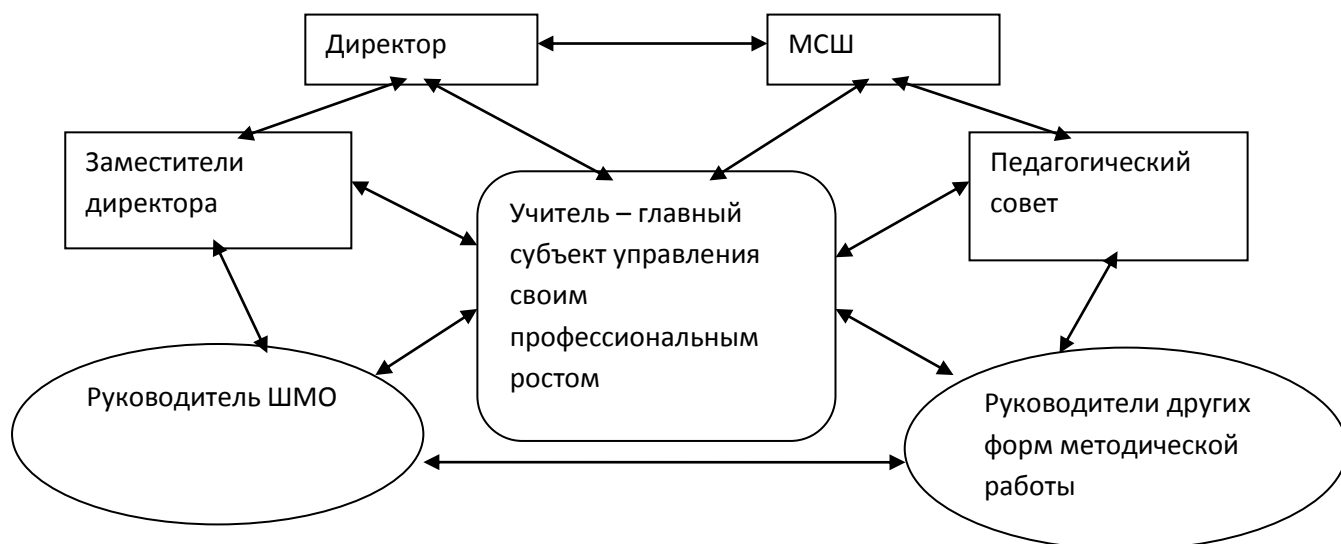 Директор
МСШ
Заместители
директора
Педагогический
совет
Учитель – главный
субъект управления
своим
профессиональным
ростом
Руководитель ШМО
Руководители других
форм методической
работы